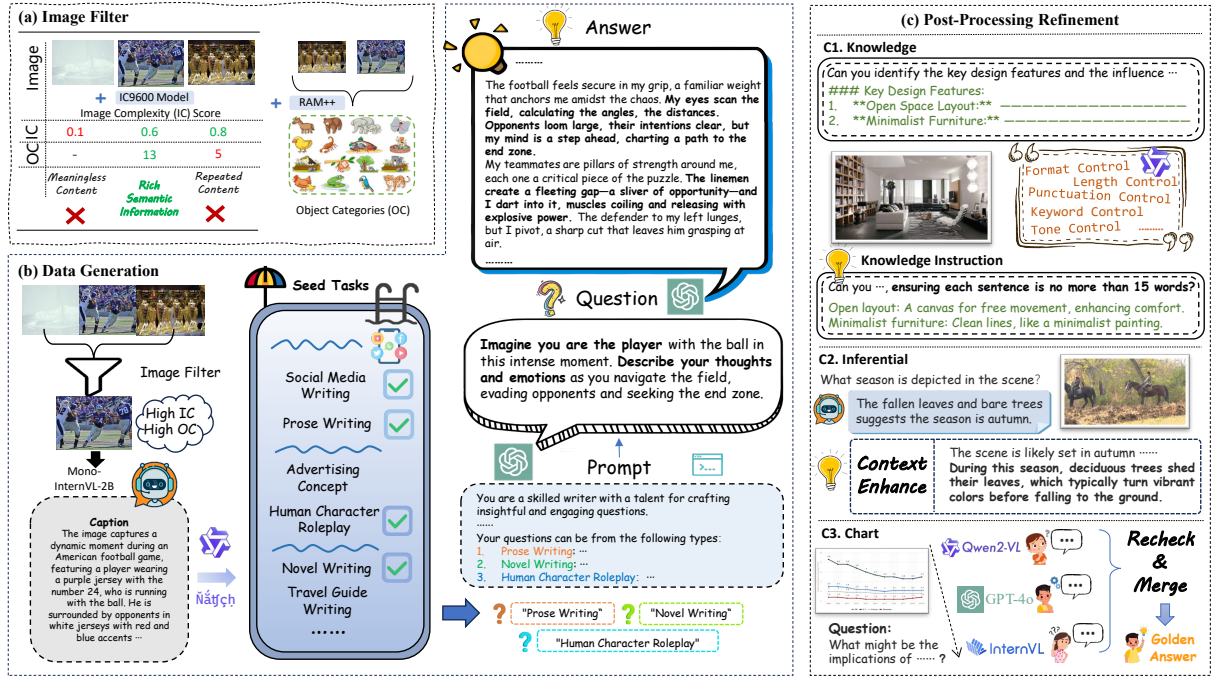 (a) Image Filter
Image
+ IC9600 Model
Image Complexity (IC) Score
IC
0.1 0.6 0.8
OC
- 13 5
Meaningless Content
Rich Semantic Information
Repeated Content
+ RAM++
Object Categories (OC)
(b) Data Generation
Image Filter
High IC
High OC
Mono-
InternVL-2B
Caption
The image captures a
dynamic moment during an
American football game,
featuring a player wearing
a purple jersey with the
number 24, who is running
with the ball. He is
surrounded by opponents in
white jerseys with red and
blue accents ···
Seed Tasks
Social Media
Writing
Prose Writing
Advertising
Concept
Human Character
Roleplay
Novel Writing
Travel Guide
Writing
······
Answer
·········
The football feels secure in my grip, a familiar weight
that anchors me amidst the chaos. My eyes scan the
field, calculating the angles, the distances.
Opponents loom large, their intentions clear, but
my mind is a step ahead, charting a path to the
end zone.
My teammates are pillars of strength around me,
each one a critical piece of the puzzle. The linemen
create a fleeting gap—a sliver of opportunity—and
I dart into it, muscles coiling and releasing with
explosive power. The defender to my left lunges,
but I pivot, a sharp cut that leaves him grasping at
air.
·········
Question
Imagine you are the player with the ball in
this intense moment. Describe your thoughts
and emotions as you navigate the field,
evading opponents and seeking the end zone.
Prompt
You are a skilled writer with a talent for crafting
insightful and engaging questions.
······
Your questions can be from the following types:
1. Prose Writing: ···
2. Novel Writing: ···
3. Human Character Roleplay: ···
"Prose Writing" "Novel Writing"
"Human Character Roleplay"
(c) Post-Processing Refinement
C1. Knowledge
Can you identify the key design features and the influence ···
### Key Design Features:
1. **Open Space Layout:**
2. **Minimalist Furniture:**
Format Control
Length Control
Punctuation Control
Keyword Control
Tone Control ·········
Knowledge Instruction
Can you ···, ensuring each sentence is no more than 15 words?
Open layout: A canvas for free movement, enhancing comfort.
Minimalist furniture: Clean lines, like a minimalist painting.
C2. Inferential
What season is depicted in the scene?
The fallen leaves and bare trees
suggests the season is autumn.
Context
Enhance
The scene is likely set in autumn ······
During this season, deciduous trees shed
their leaves, which typically turn vibrant
colors before falling to the ground.
C3. Chart
Qwen2-VL
GPT-4o
InternVL
Question:
What might be the
implications of ······ ?
Recheck
&
Merge
Golden
Answer